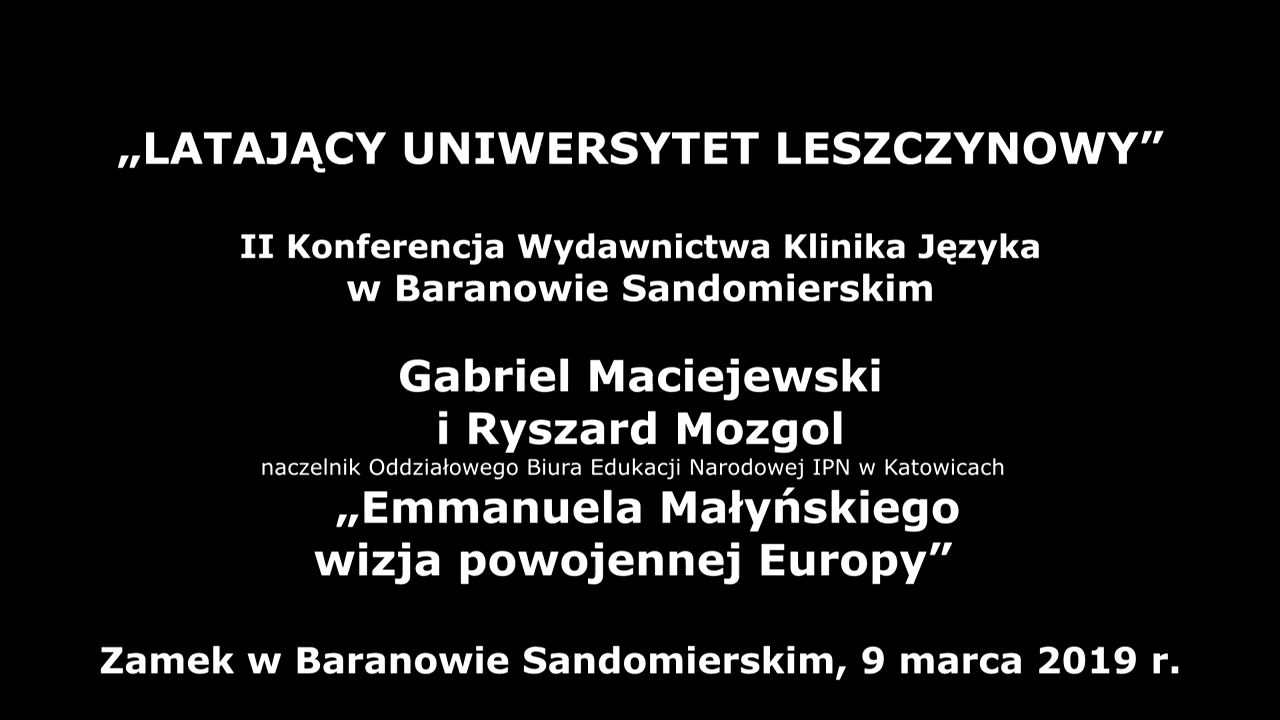 „LATAJĄCY UNIWERSYTET LESZCZYNOWY”
II Konferencja Wydawnictwa Klinika Języka
w Baranowie Sandomierskim
Gabriel Maciejewski
i Ryszard Mozgol
naczelnik Oddziałowego Biura Edukacji Narodowej IPN w Katowicach
„Emmanuela Małyńskiego
wizja powojennej Europy”
Zamek w Baranowie Sandomierskim, 9 marca 2019 r.